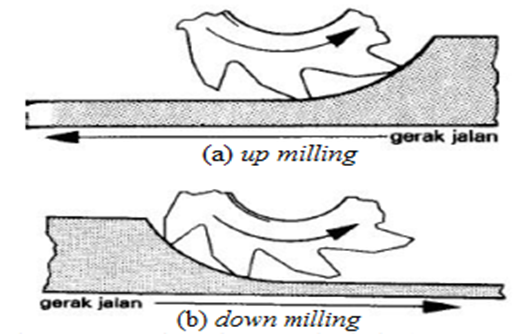 gerak jalan
(a) up milling
gerak jalan
(b) down milling